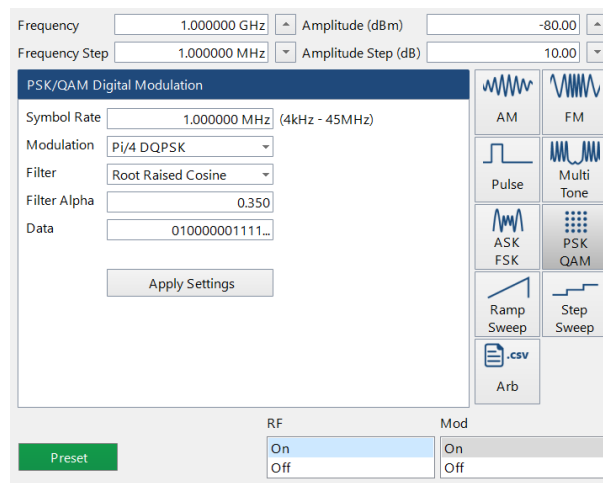 Frequency 1.000000 GHz Amplitude (dBm) -80.00
Frequency Step 1.000000 MHz Amplitude Step (dB) 10.00
PSK/QAM Digital Modulation
Symbol Rate 1.000000 MHz (4kHz - 45MHz)
Modulation Pi/4 DQPSK
Filter Root Raised Cosine
Filter Alpha 0.350
Data 010000001111...
Apply Settings
AM FM
Pulse Multi
Tone
ASK PSK
FSK QAM
Ramp Step
Sweep Sweep
.csv
Arb
RF Mod
On On
Off Off
Preset